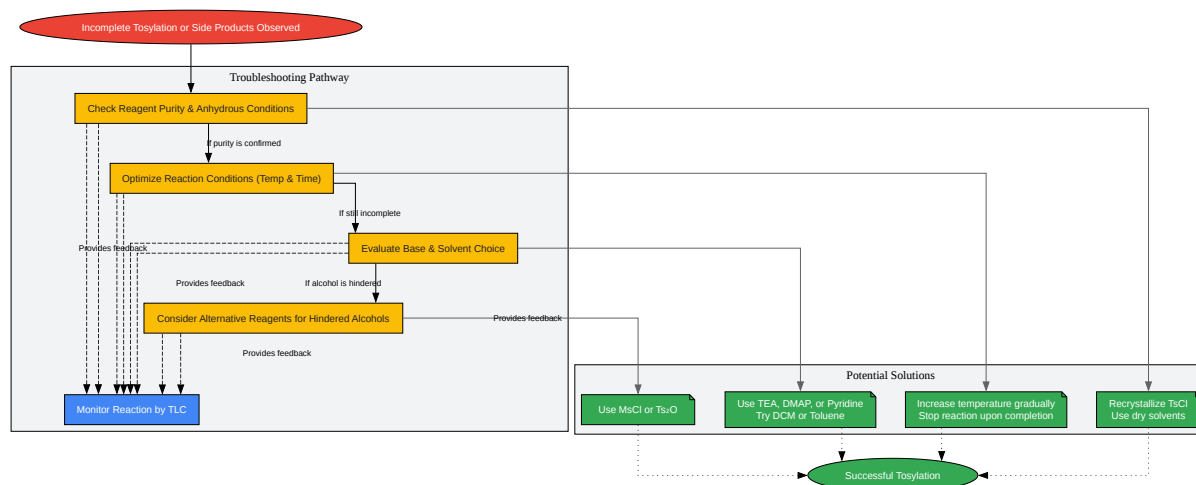 Incomplete Tosylation or Side Products Observed
Troubleshooting Pathway
Check Reagent Purity & Anhydrous Conditions
If purity is confirmed
Optimize Reaction Conditions (Temp & Time)
If still incomplete
Provides feedback
Evaluate Base & Solvent Choice
Provides feedback
If alcohol is hindered
Consider Alternative Reagents for Hindered Alcohols
Provides feedback
Provides feedback
Monitor Reaction by TLC
Potential Solutions
Use MsCl or Ts₂O
Use TEA, DMAP, or Pyridine
Try DCM or Toluene
Increase temperature gradually
Stop reaction upon completion
Recrystallize TsCl
Use dry solvents
Successful Tosylation